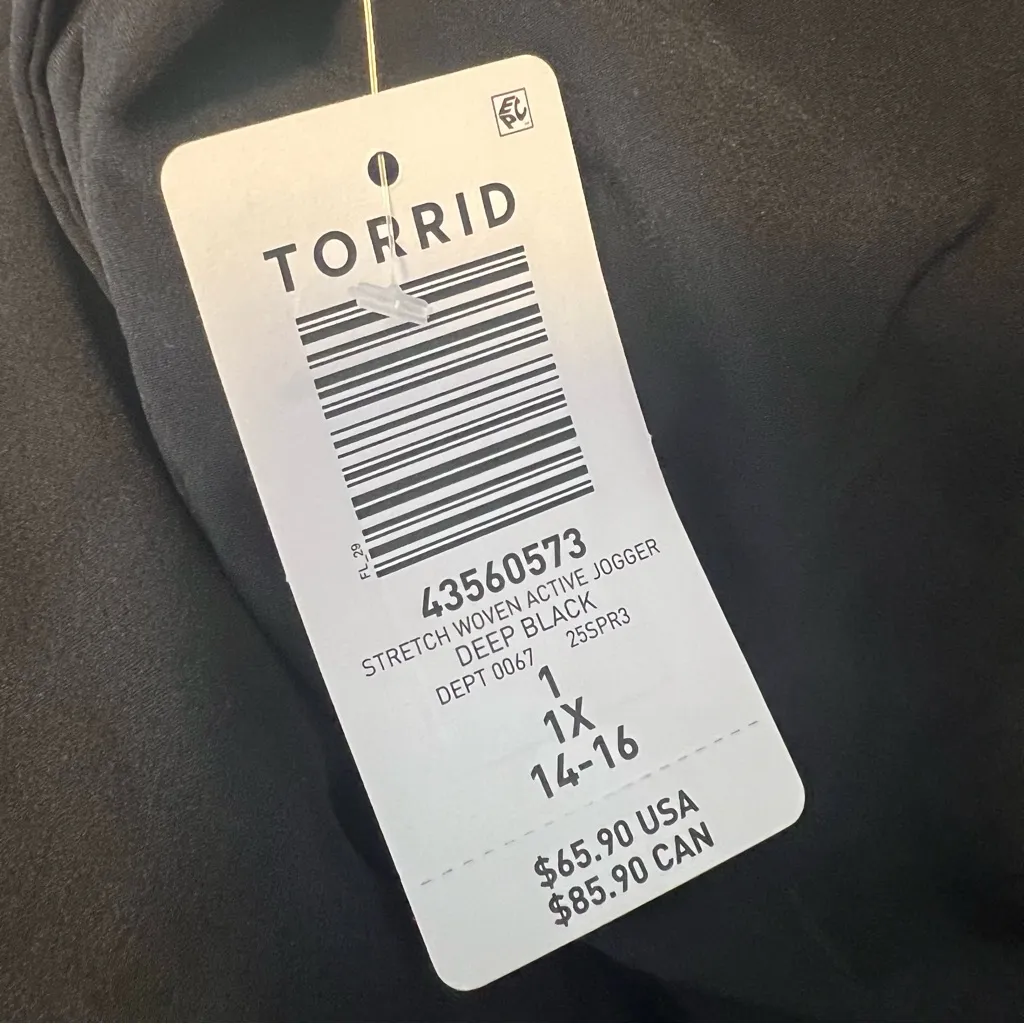 EPC
TORRID
FL_29
43560573
STRETCH WOVEN ACTIVE JOGGER
DEEP BLACK
DEPT 0067 25SPR3
1
1X
14-16
$65.90 USA
$85.90 CAN